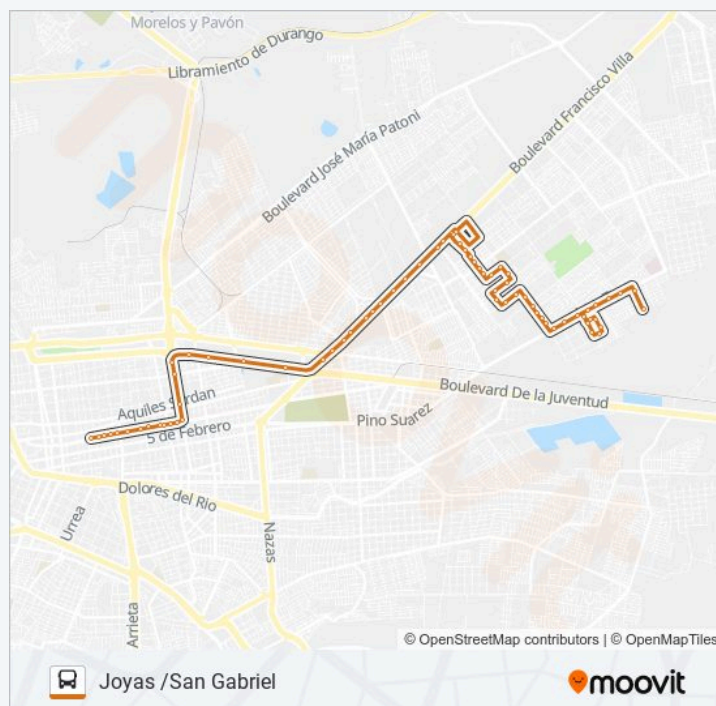 Morelos y Pavón
Libramiento de Durango
Boulevard José María Patoni
Boulevard Francisco Villa
Aquiles Serdan
5 de Febrero
Boulevard De la Juventud
Pino Suarez
Dolores del Rio
Urrea
Nazas
Arrieta
© OpenStreetMap contributors | © OpenMapTiles
Joyas /San Gabriel
moovit